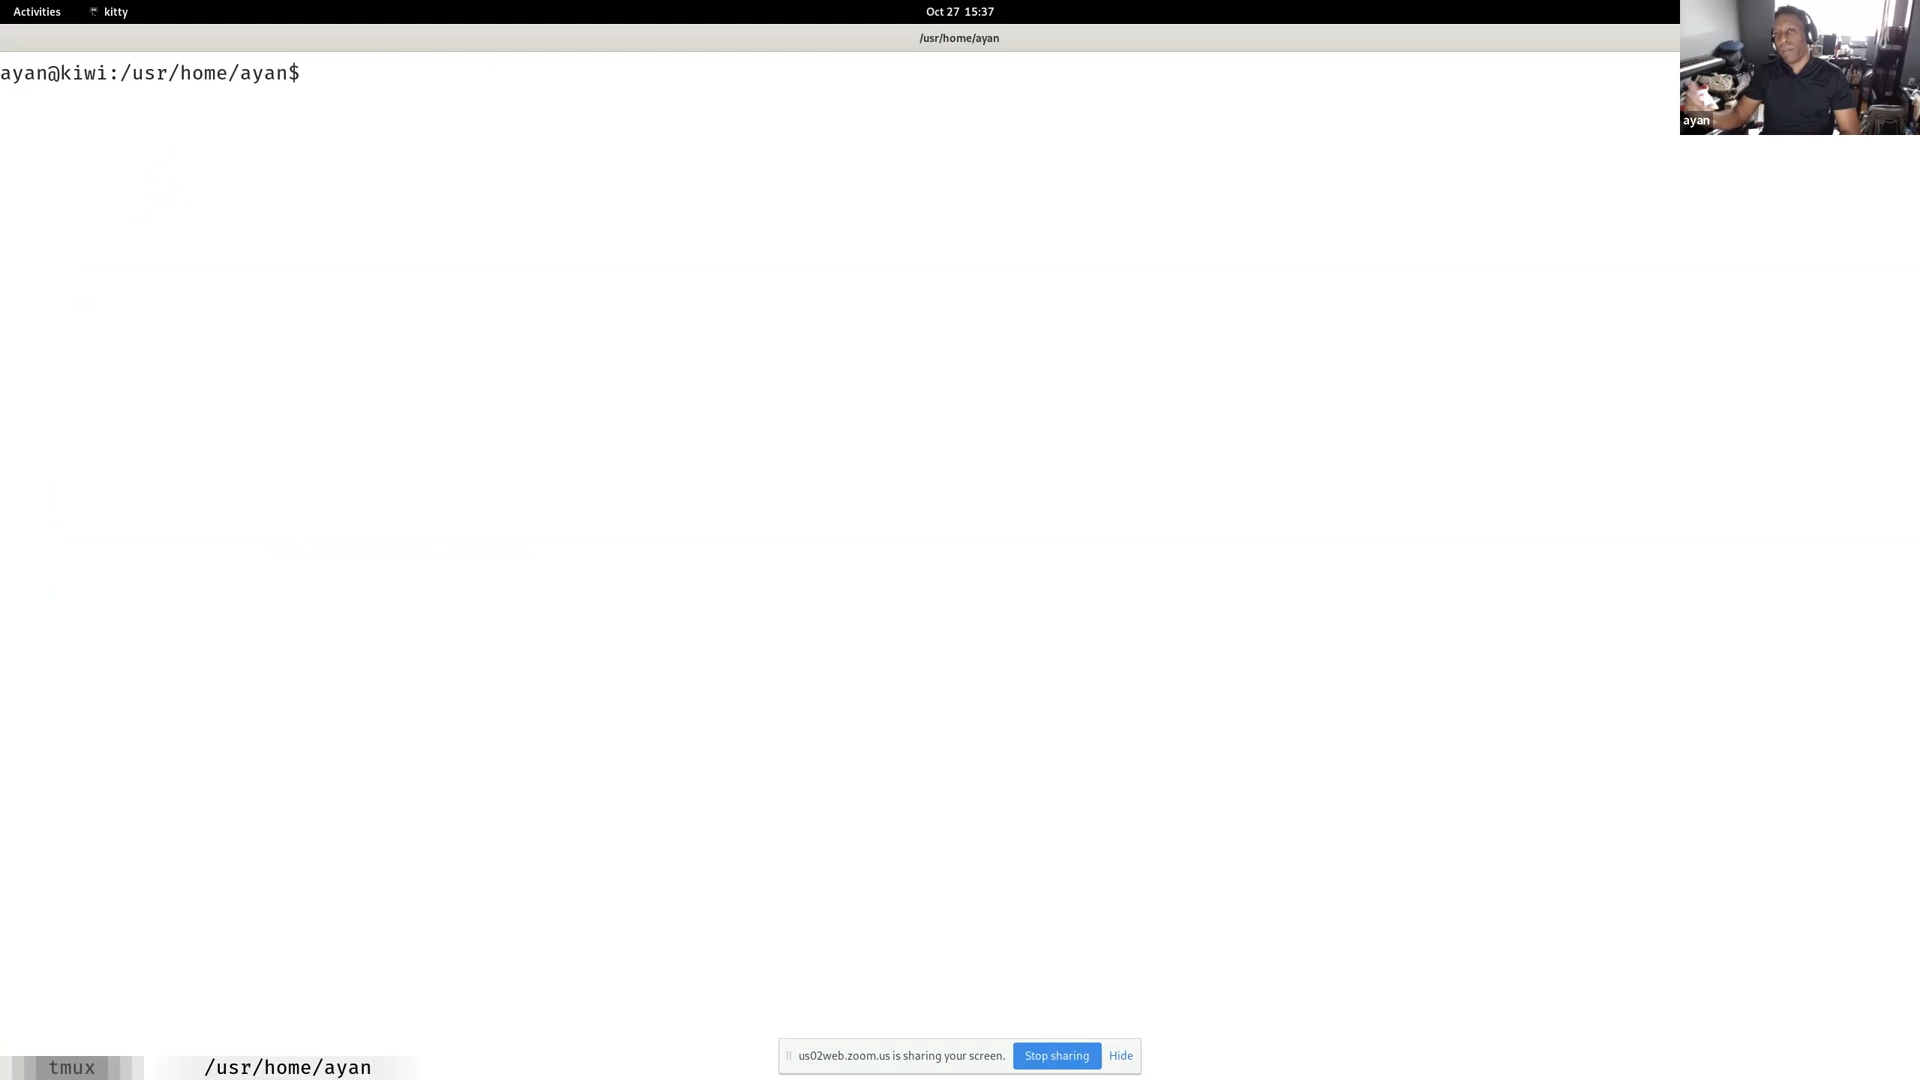 Activities kitty Oct 27 15:37
/usr/home/ayan
ayan@kiwi:/usr/home/ayan$
ayan
us02web.zoom.us is sharing your screen. Stop sharing Hide
tmux /usr/home/ayan